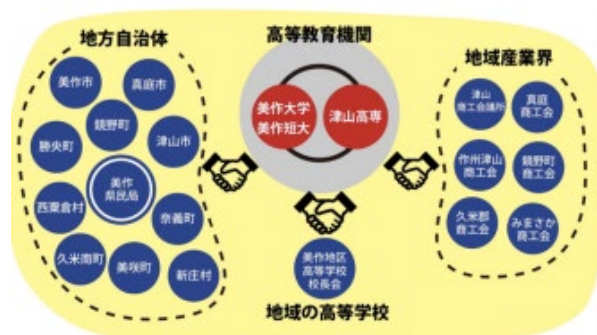 地方自治体
美作市
真庭市
鏡野町
勝央町
津山市
美作
県民局
西粟倉村
奈義町
久米南町
美咲町
新庄村
高等教育機関
美作大学
美作短大
津山高専
地域産業界
津山
商工会議所
真庭
商工会
作州津山
商工会
鏡野町
商工会
久米郡
商工会
みまさか
商工会
美作地区
高等学校
校長会
地域の高等学校